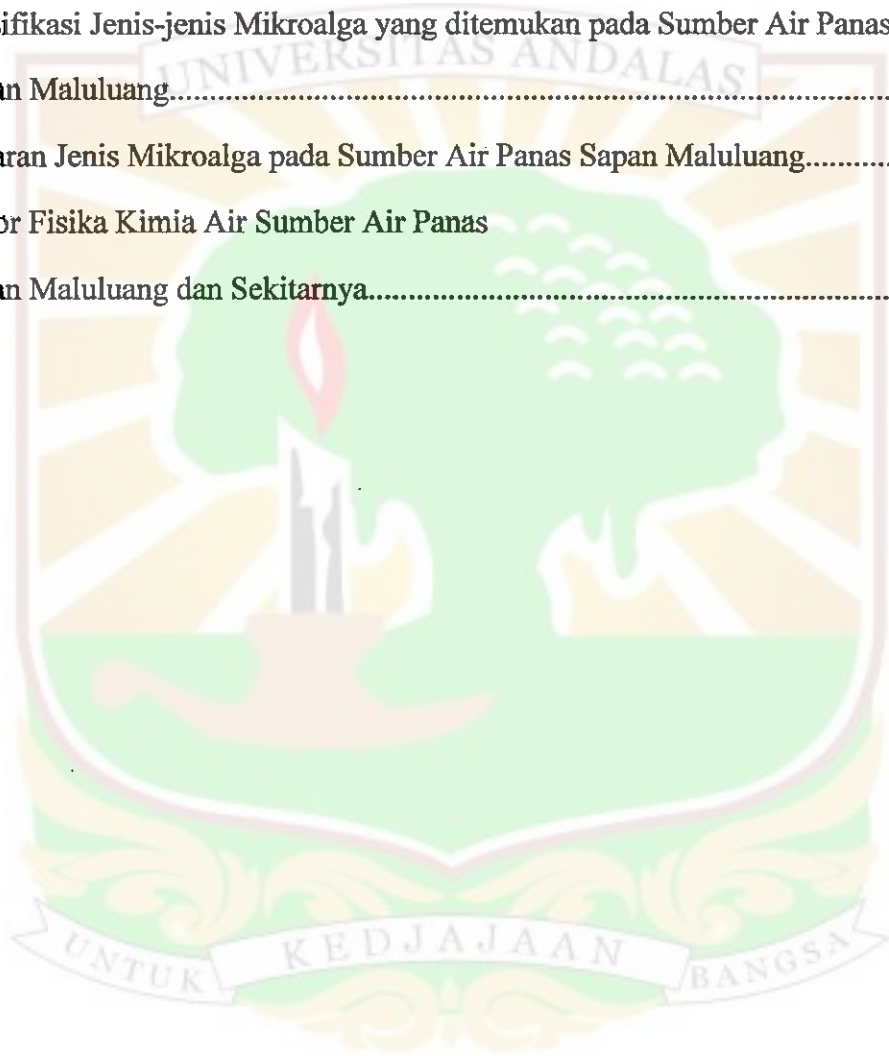 sifikasi Jenis-jenis Mikroalga yang ditemukan pada Sumber Air Panas
an Maluluang..........................................................................................
aran Jenis Mikroalga pada Sumber Air Panas Sapan Maluluang............
or Fisika Kimia Air Sumber Air Panas
an Maluluang dan Sekitarnya.................................................................
UNIVERSITAS ANDALAS
UNTUK KEDJAJAAN BANGSA